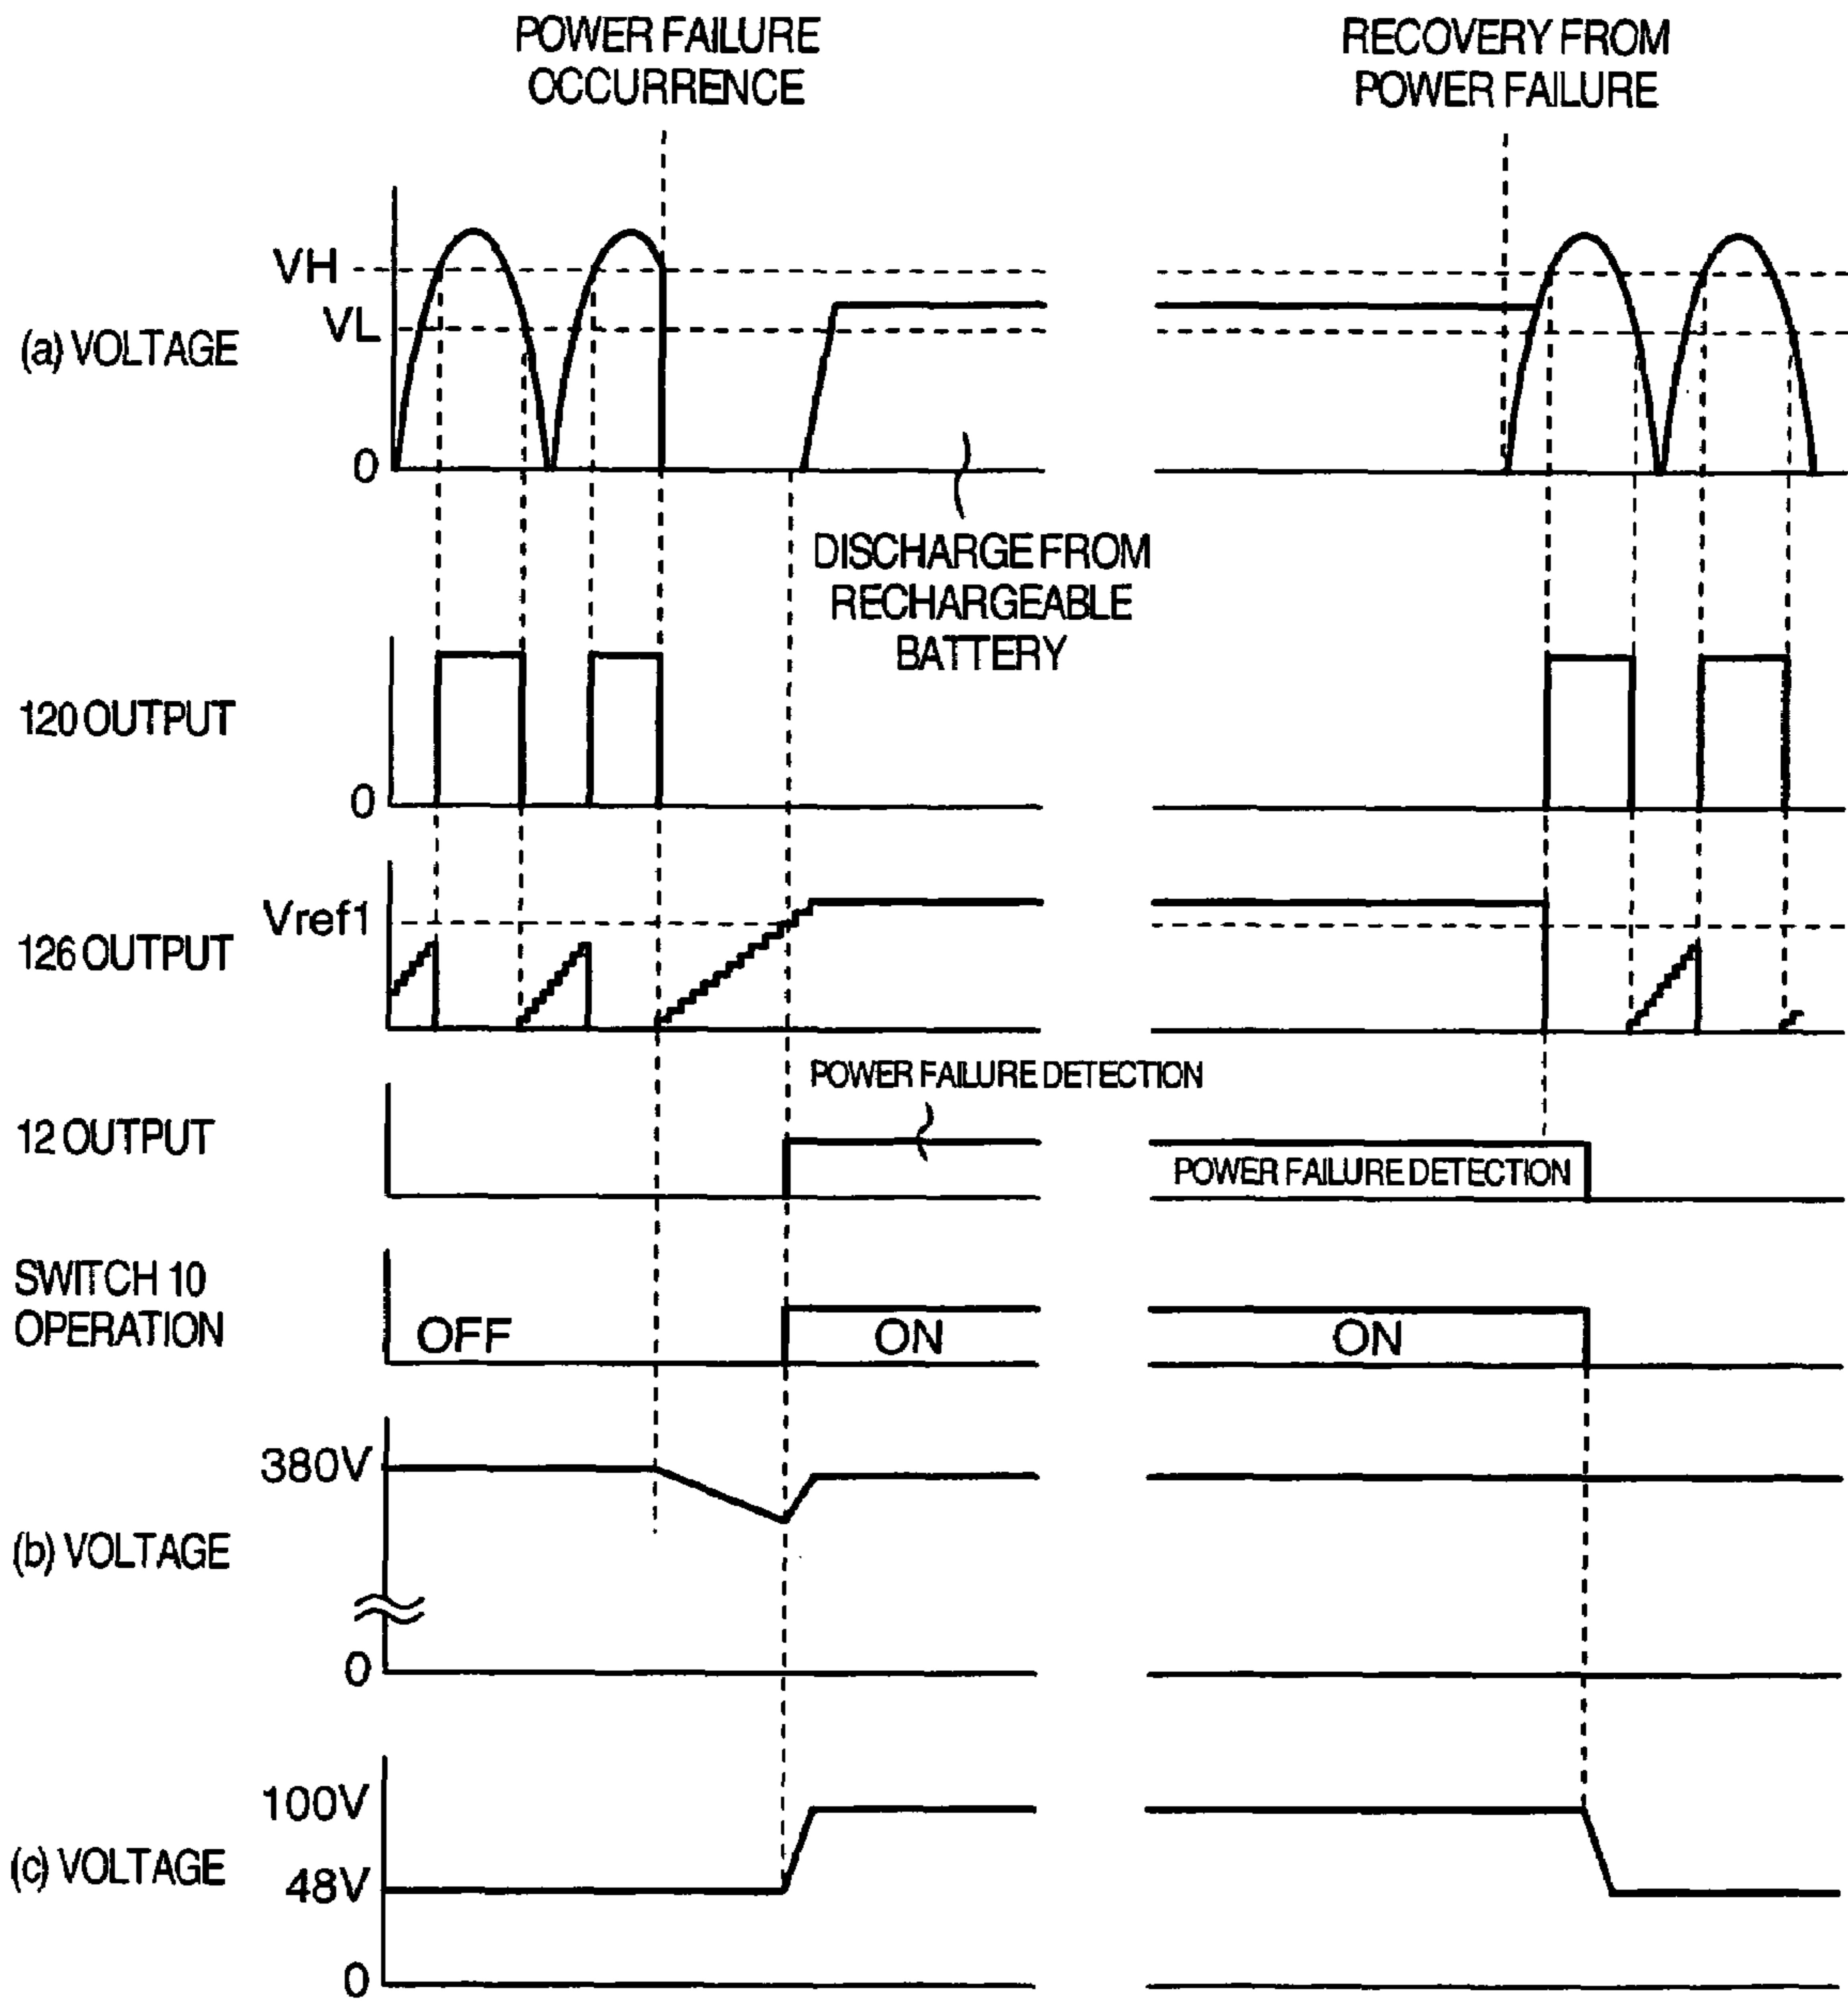 POWER FAILURE
OCCURRENCE
RECOVERY FROM
POWER FAILURE
VH
VL
(a) VOLTAGE
0
DISCHARGE FROM
RECHARGEABLE
BATTERY
120 OUTPUT
0
Vref1
126 OUTPUT
POWER FAILURE DETECTION
12 OUTPUT
POWER FAILURE DETECTION
SWITCH 10
OPERATION
OFF
ON
ON
380V
(b) VOLTAGE
0
100V
(c) VOLTAGE
48V
0